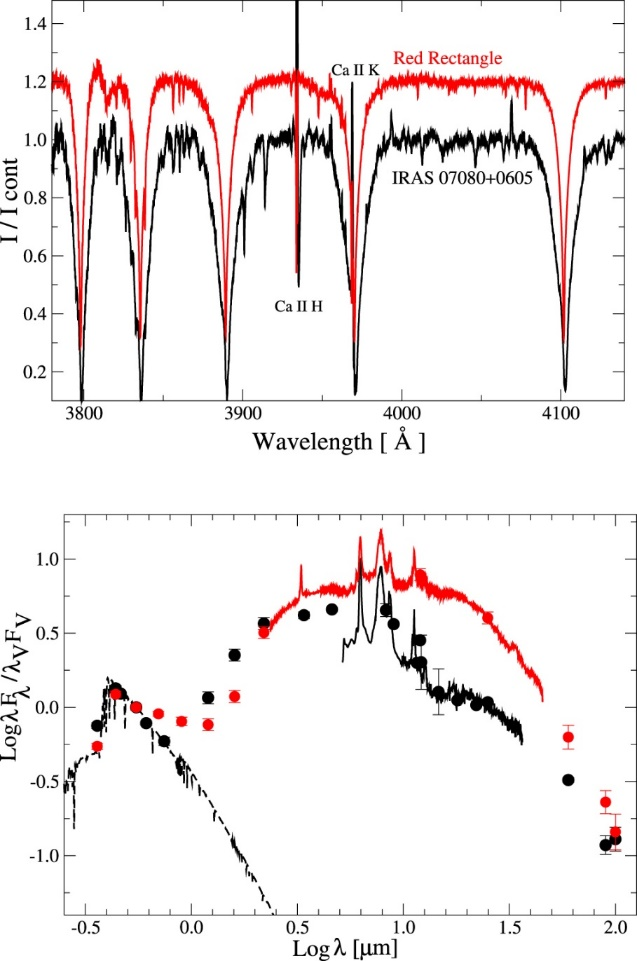 1.4
1.2
1.0
0.8
0.6
0.4
0.2
I / I cont
Ca II K
Red Rectangle
IRAS 07080+0605
Ca II H
3800
3900
4000
4100
Wavelength [ Å ]
1.0
0.5
0.0
-0.5
-1.0
Log λFλ/λVFV
-0.5
0.0
0.5
1.0
1.5
2.0
Log λ [μm]